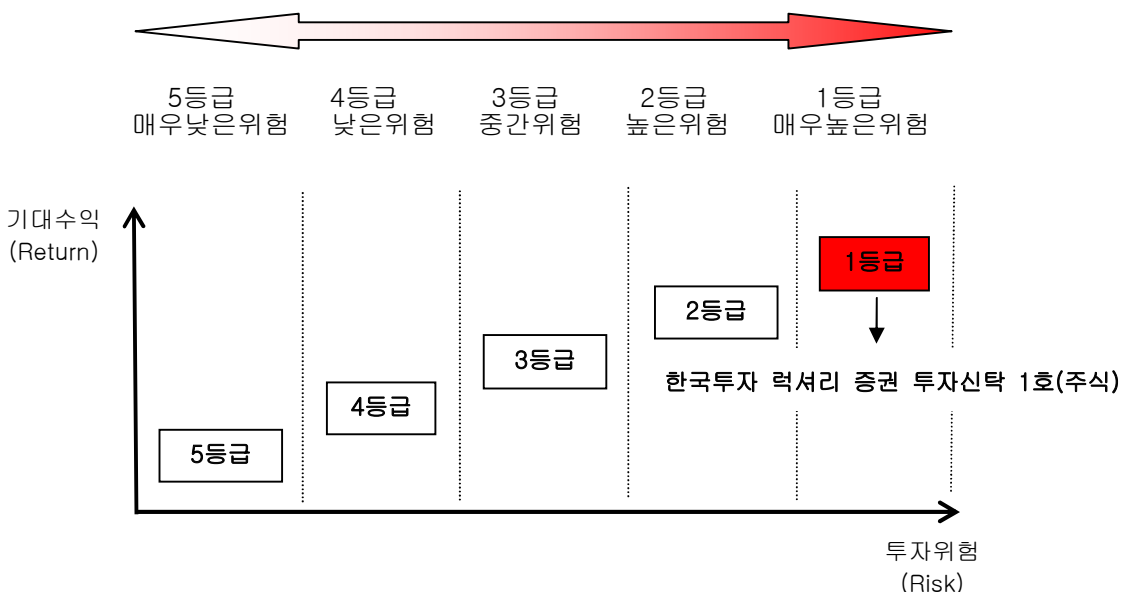 5등급 4등급 3등급 2등급 1등급
매우낮은위험 낮은위험 중간위험 높은위험 매우높은위험
기대수익
(Return)
1등급
2등급
3등급
한국투자 럭셔리 증권 투자신탁 1호(주식)
4등급
5등급
투자위험
(Risk)